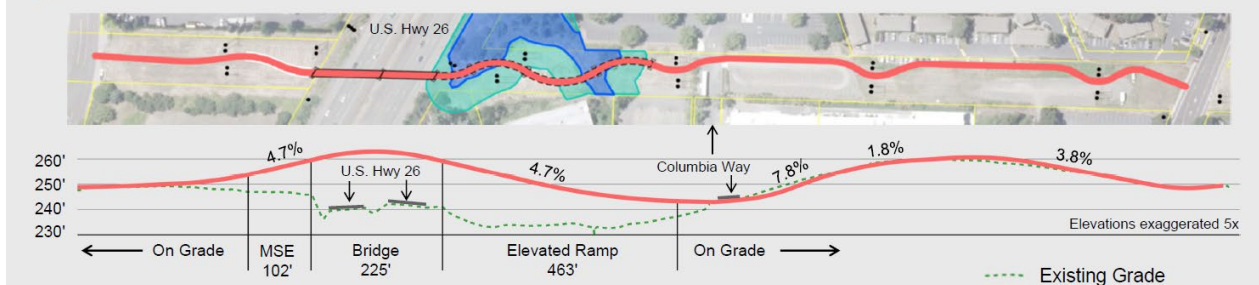 U.S. Hwy 26
260'
250'
240'
230'
4.7%
U.S. Hwy 26
4.7%
Columbia Way
7.8%
1.8%
3.8%
Elevations exaggerated 5x
On Grade
MSE
102'
Bridge
225'
Elevated Ramp
463'
On Grade
Existing Grade